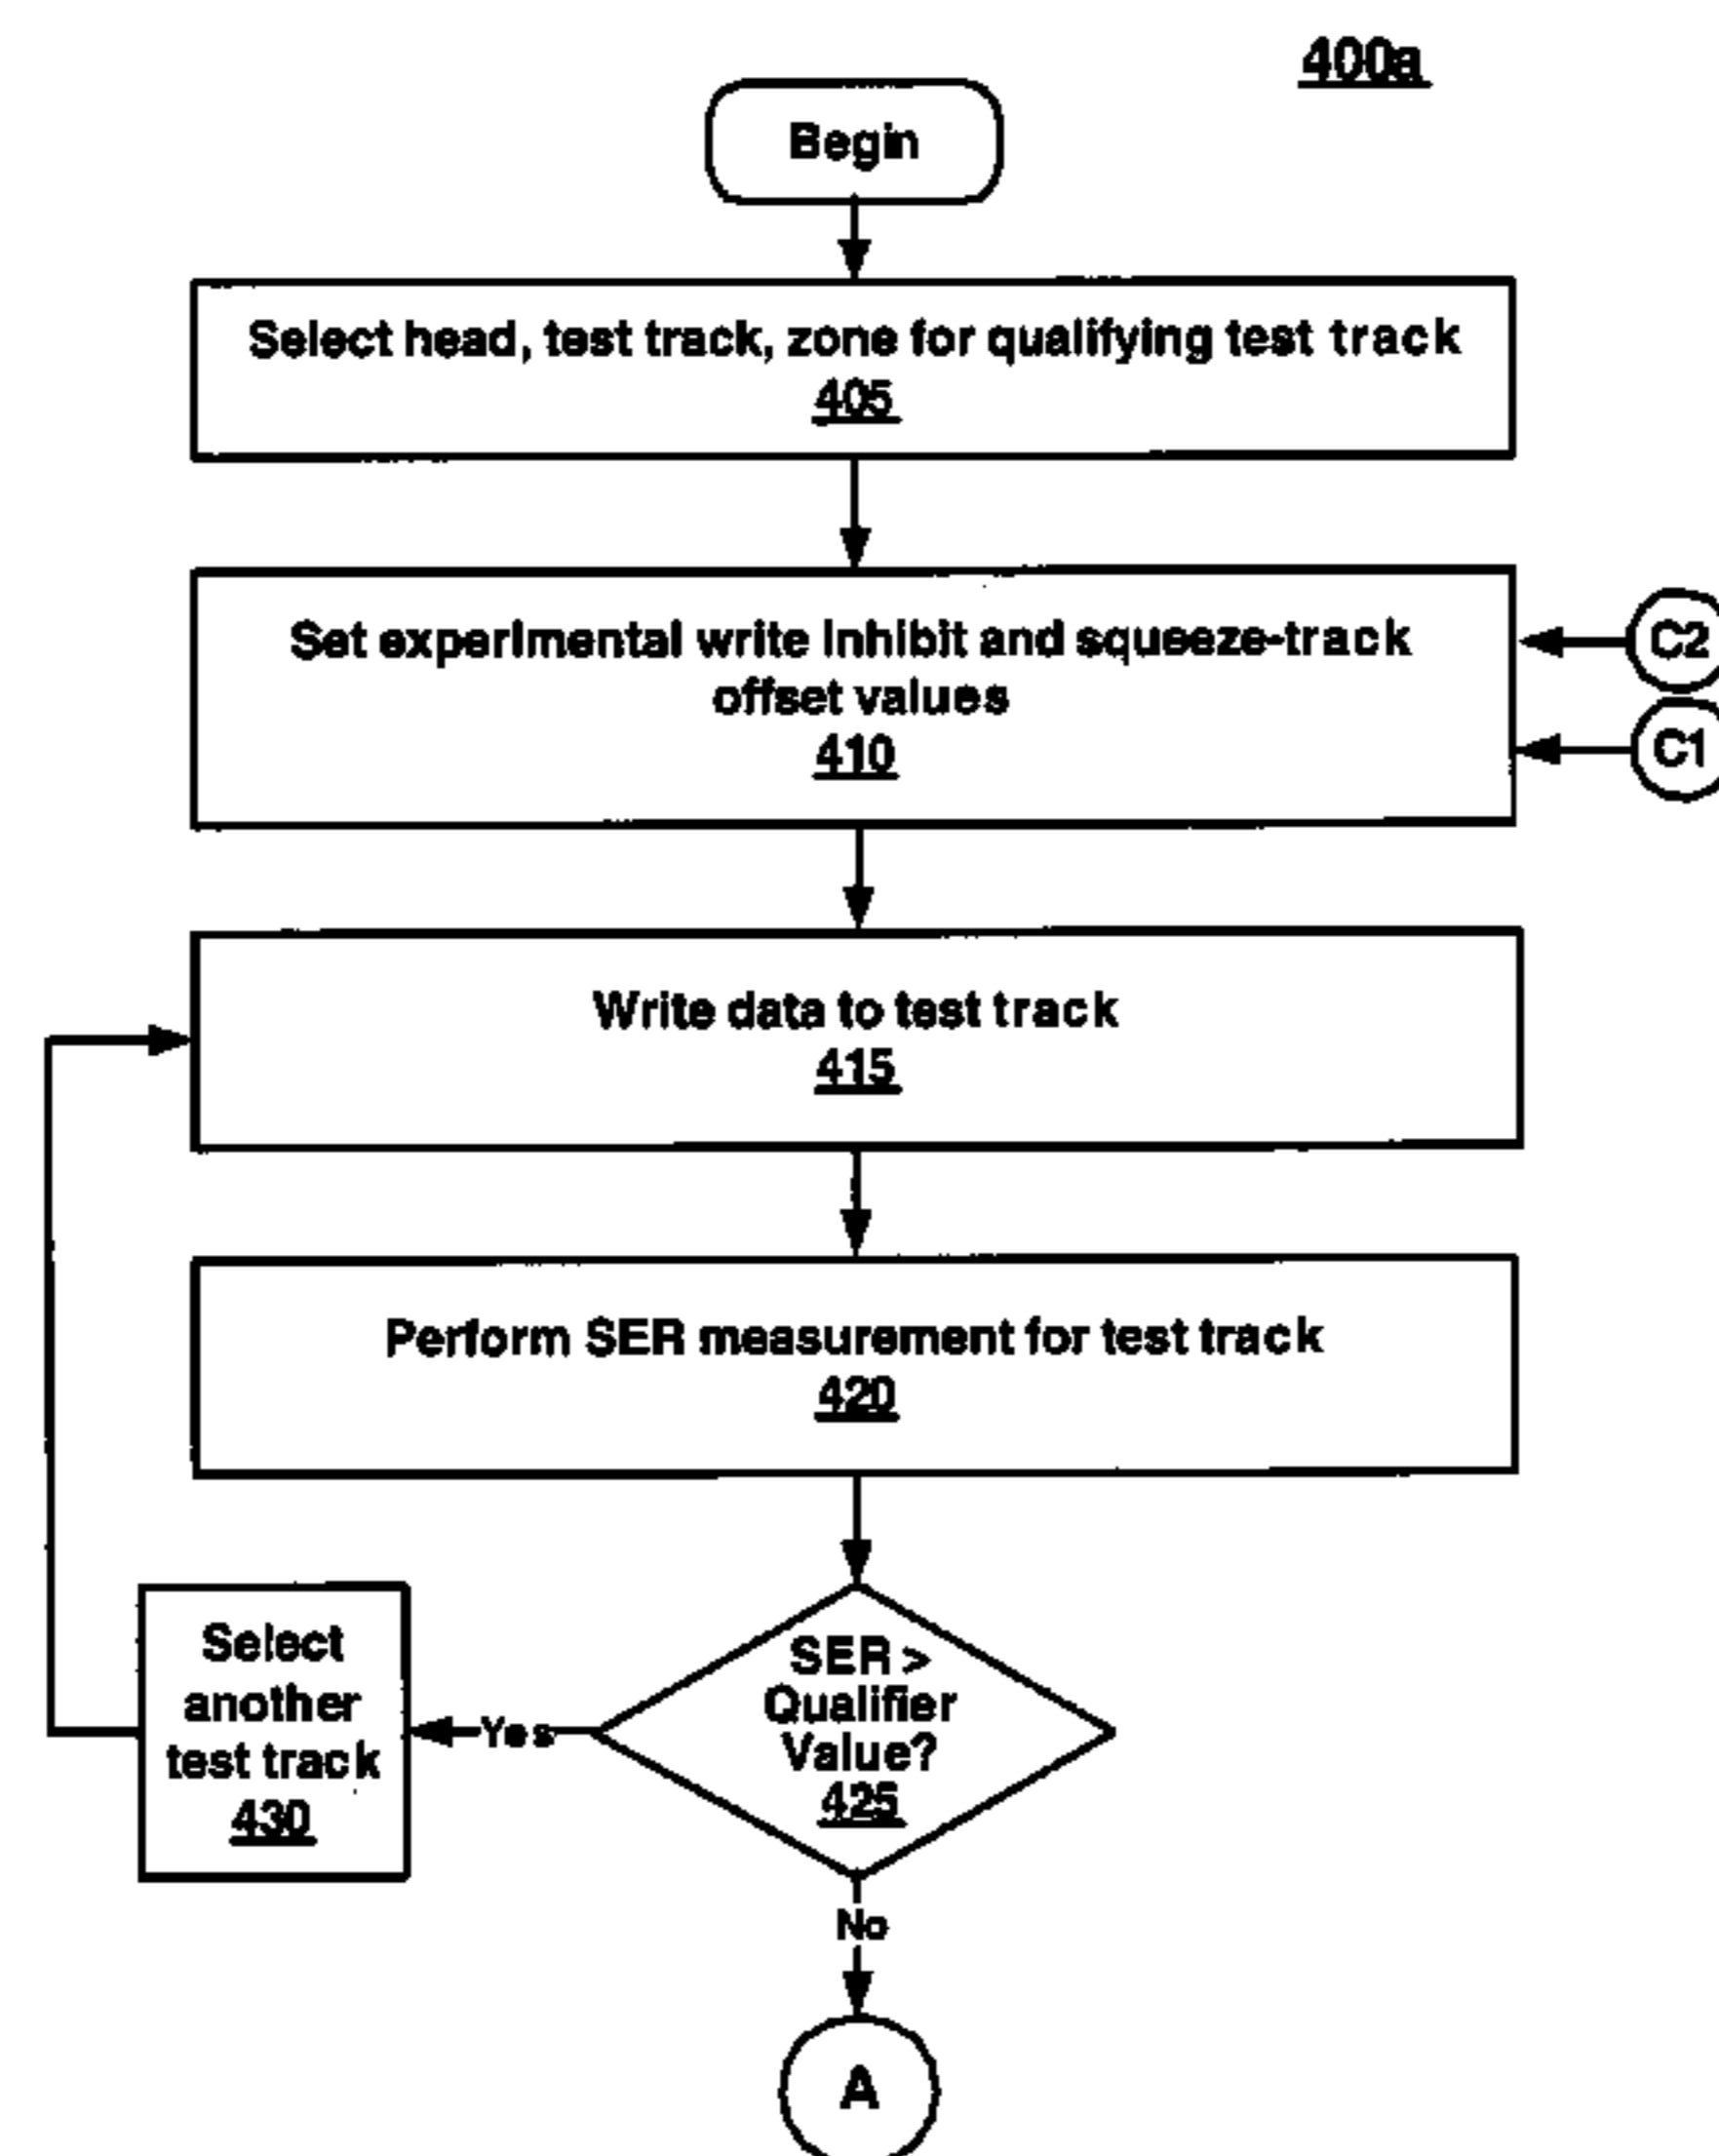 400a
Begin
Select head, test track, zone for qualifying test track
405
Set experimental write inhibit and squeeze-track
offset values
410
C2
C1
Write data to test track
415
Perform SER measurement for test track
420
SER >
Qualifier
Value?
425
Yes
Select
another
test track
430
No
A